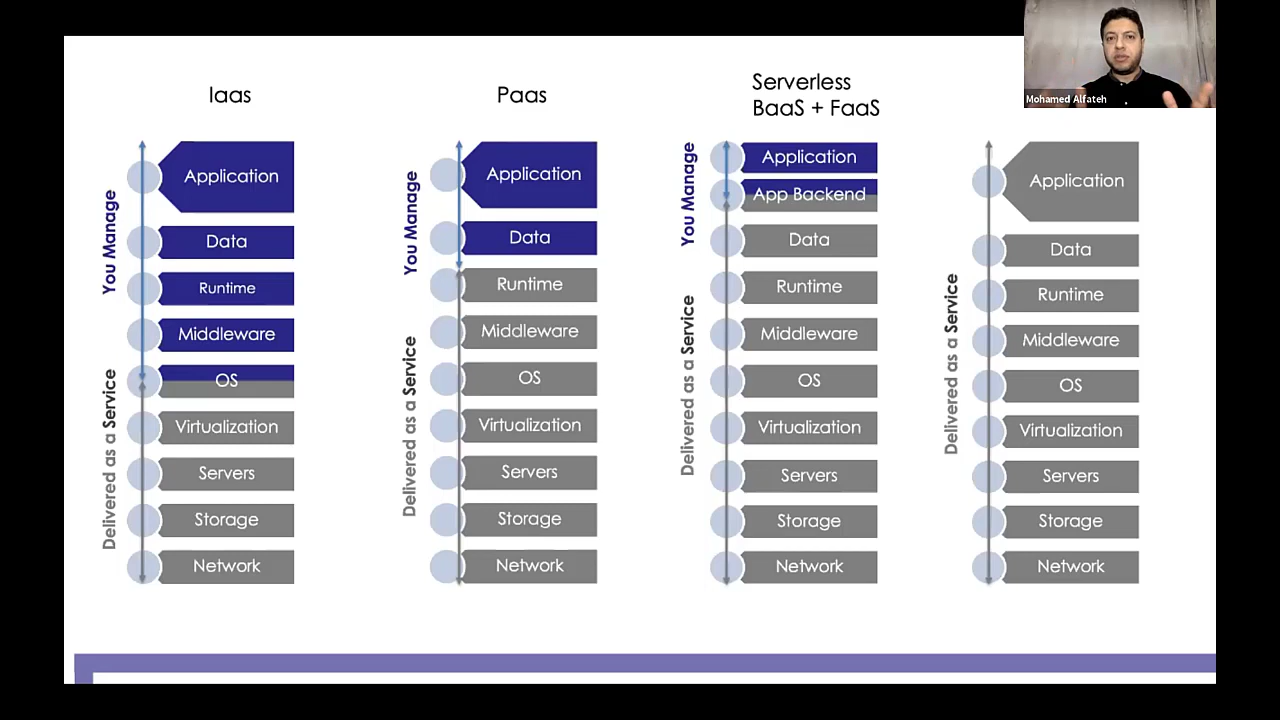 Mohamed Alfateh
Iaas
You Manage
Delivered as a Service
Application
Data
Runtime
Middleware
OS
Virtualization
Servers
Storage
Network
Paas
You Manage
Delivered as a Service
Application
Data
Runtime
Middleware
OS
Virtualization
Servers
Storage
Network
Serverless
BaaS + FaaS
You Manage
Delivered as a Service
Application
App Backend
Data
Runtime
Middleware
OS
Virtualization
Servers
Storage
Network
Delivered as a Service
Application
Data
Runtime
Middleware
OS
Virtualization
Servers
Storage
Network